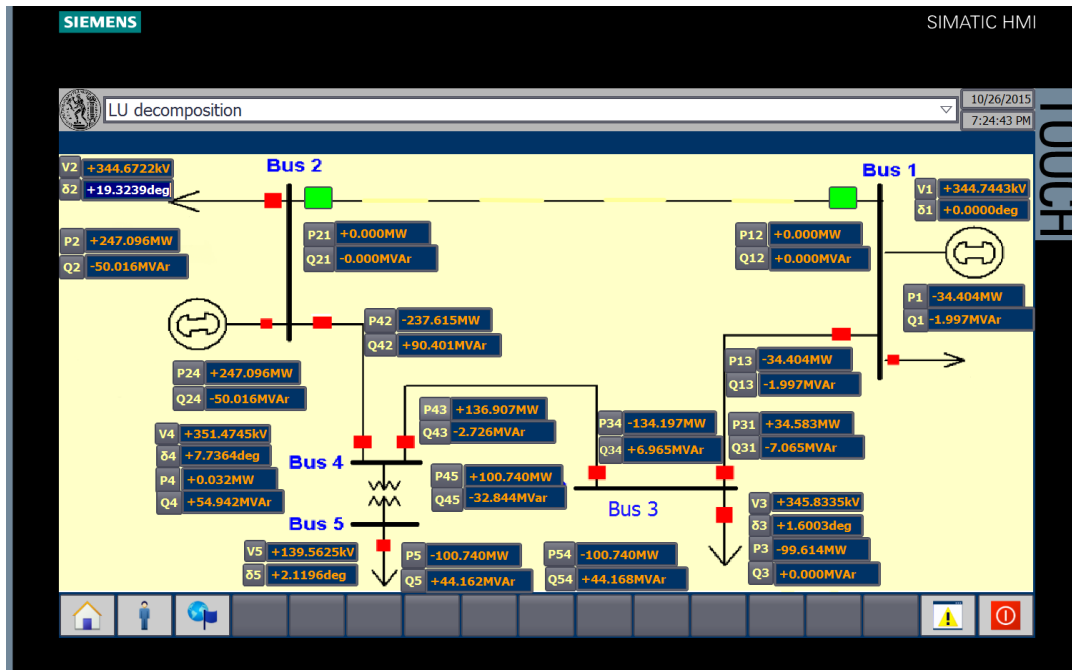 SIEMENS
SIMATIC HMI
TOUCH
LU decomposition
10/26/2015
7:24:43 PM
V2 +344.6722kV
δ2 +19.3239deg
Bus 2
Bus 1
V1 +344.7443kV
δ1 +0.0000deg
P2 +247.096MW
Q2 -50.016MVAr
P21 +0.000MW
Q21 -0.000MVAr
P12 +0.000MW
Q12 +0.000MVAr
P1 -34.404MW
Q1 -1.997MVAr
P42 -237.615MW
Q42 +90.401MVAr
P24 +247.096MW
Q24 -50.016MVAr
P13 -34.404MW
Q13 -1.997MVAr
P43 +136.907MW
Q43 -2.726MVAr
P34 -134.197MW
Q34 +6.965MVAr
P31 +34.583MW
Q31 -7.065MVAr
V4 +351.4745kV
δ4 +7.7364deg
P4 +0.032MW
Q4 +54.942MVAr
Bus 4
P45 +100.740MW
Q45 -32.844MVar
Bus 3
V3 +345.8335kV
δ3 +1.6003deg
P3 -99.614MW
Q3 +0.000MVAr
Bus 5
V5 +139.5625kV
δ5 +2.1196deg
P5 -100.740MW
Q5 +44.162MVAr
P54 -100.740MW
Q54 +44.168MVAr